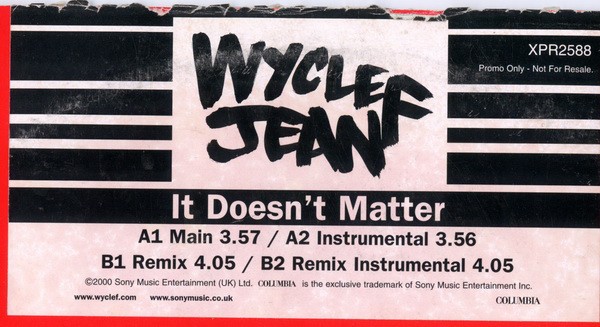 WYCLEF
JEAN
XPR2588
Promo Only - Not For Resale.
It Doesn't Matter
A1 Main 3.57 / A2 Instrumental 3.56
B1 Remix 4.05 / B2 Remix Instrumental 4.05
©2000 Sony Music Entertainment (UK) Ltd. COLUMBIA is the exclusive trademark of Sony Music Entertainment Inc.
www.wyclef.com www.sonymusic.co.uk COLUMBIA